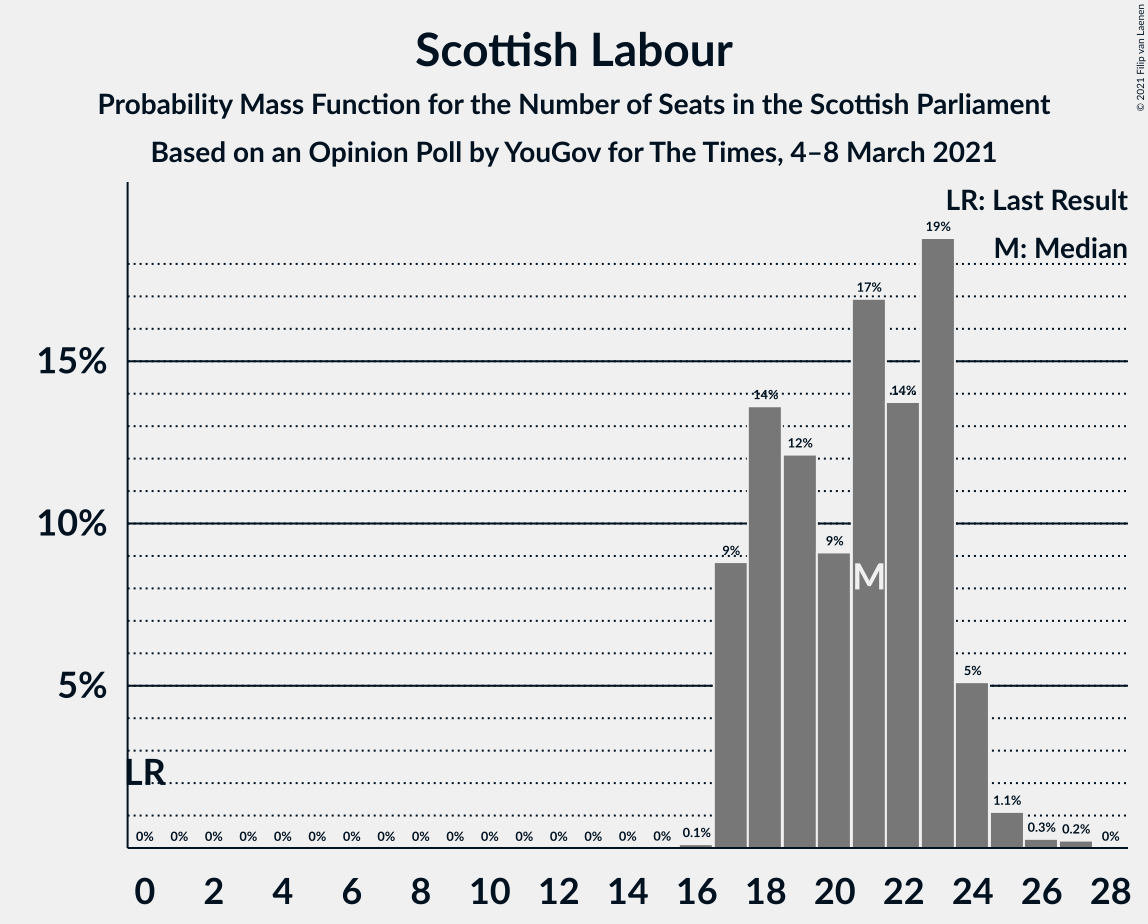 Scottish Labour
Probability Mass Function for the Number of Seats in the Scottish Parliament
Based on an Opinion Poll by YouGov for The Times, 4–8 March 2021
© 2021 Filip van Laenen
LR: Last Result
M: Median
15%
10%
5%
LR
M
0% 0% 0% 0% 0% 0% 0% 0% 0% 0% 0% 0% 0% 0% 0% 0% 0.1% 9% 14% 12% 9% 17% 14% 19% 5% 1.1% 0.3% 0.2% 0%
0 2 4 6 8 10 12 14 16 18 20 22 24 26 28